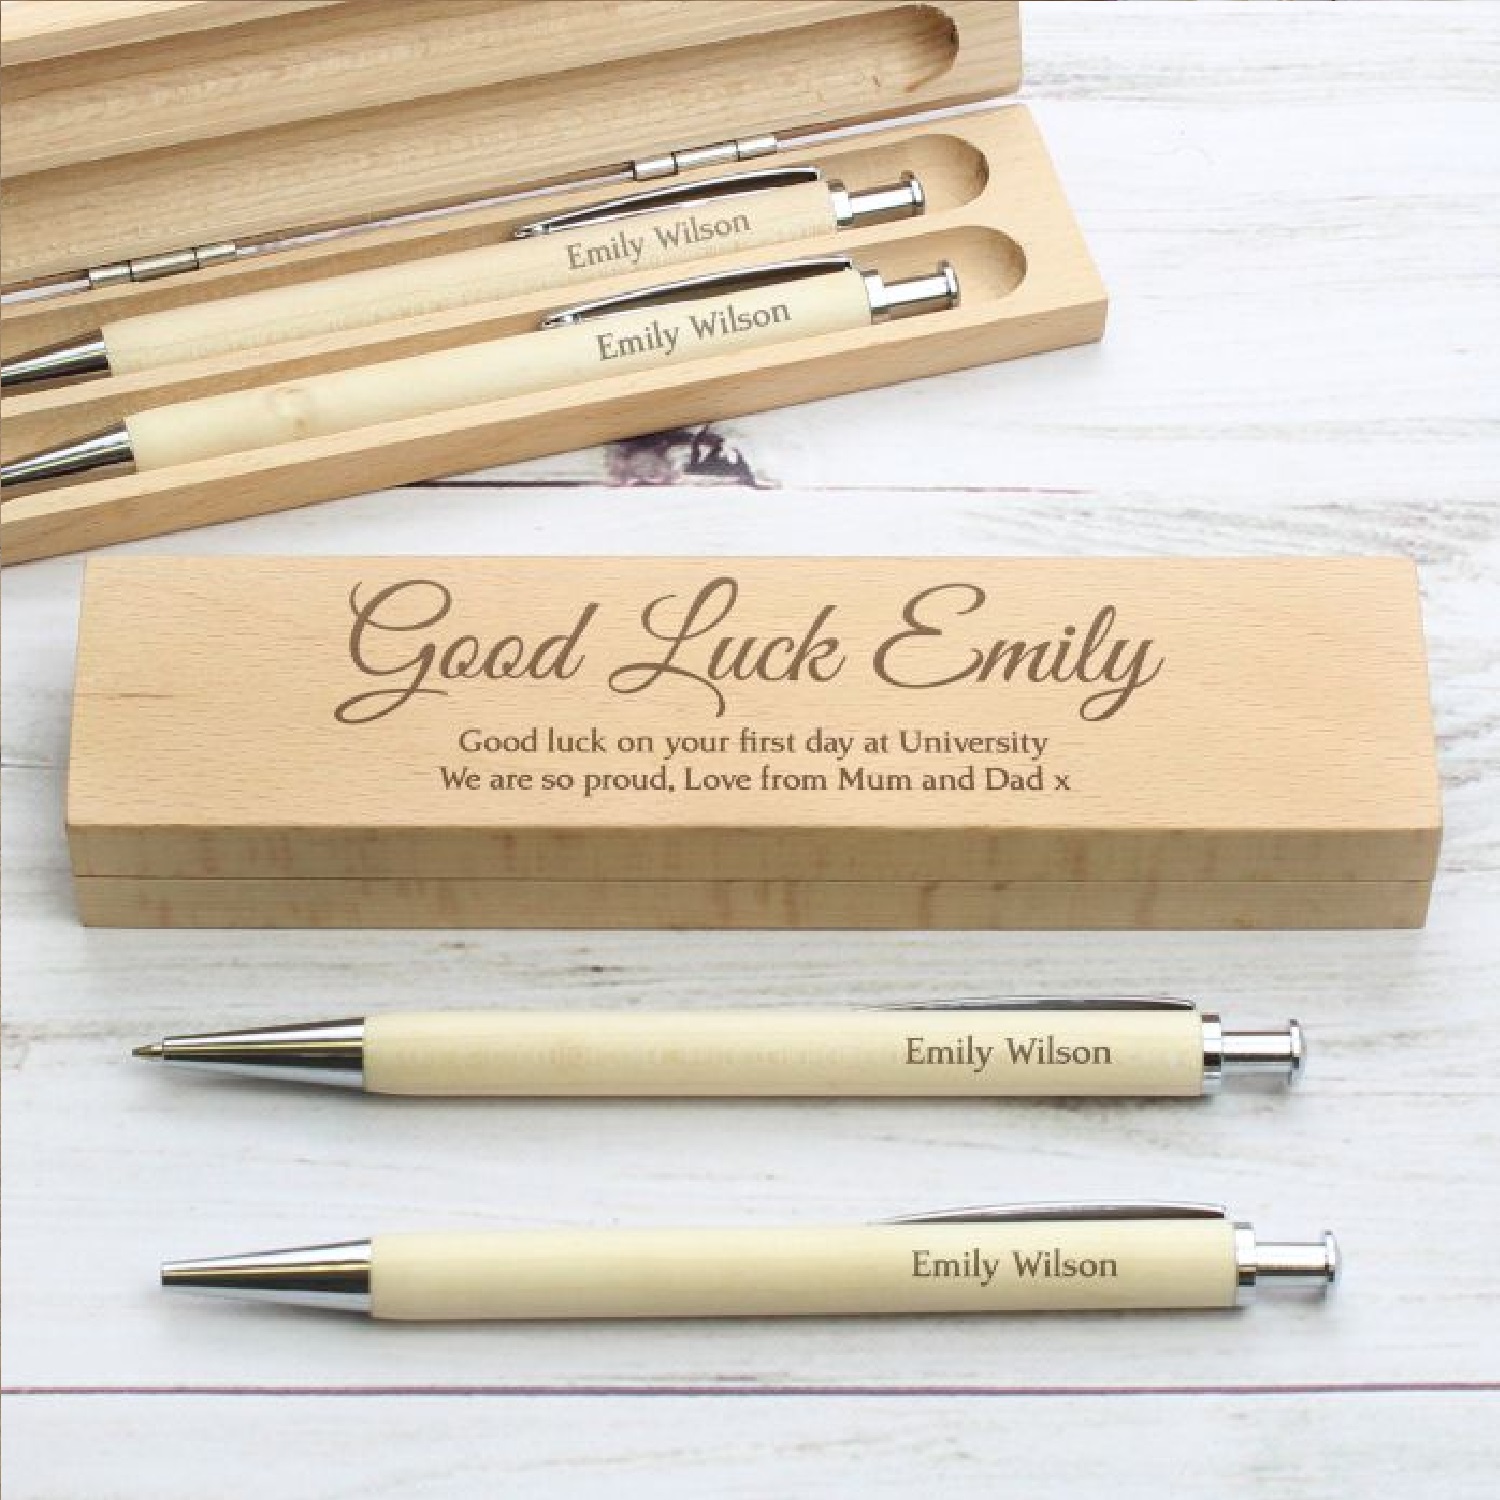 Emily Wilson
Emily Wilson
Good Luck Emily
Good luck on your first day at University
We are so proud, Love from Mum and Dad x
Emily Wilson
Emily Wilson